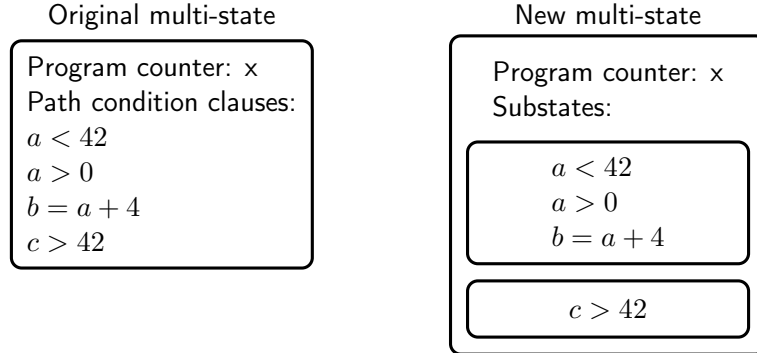 Original multi-state
Program counter: x
Path condition clauses:
a < 42
a > 0
b = a + 4
c > 42
New multi-state
Program counter: x
Substates:
a < 42
a > 0
b = a + 4
c > 42